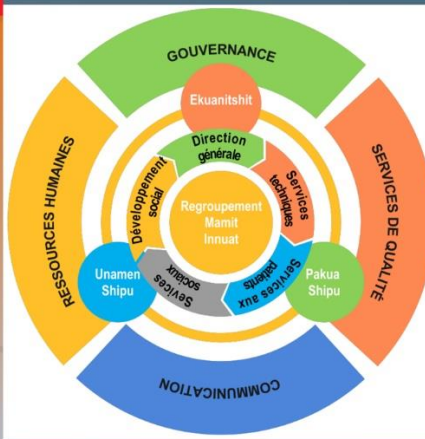 GOUVERNANCE
Ekuanitshit
RESSOURCES HUMAINES
Développement
social
Direction
générale
Services
techniques
SERVICES DE QUALITÉ
Regroupement
Mamit
Innuat
Unamen
Shipu
Sevices
sociaux
Services aux
patients
Pakua
Shipu
COMMUNICATION